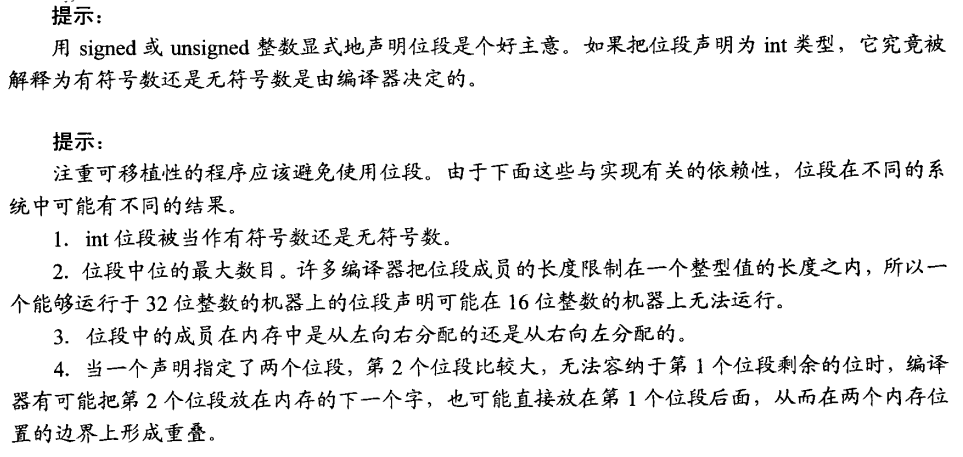 提示：
用 signed 或 unsigned 整数显式地声明位段是个好主意。如果把位段声明为 int 类型，它究竟被
解释为有符号数还是无符号数是由编译器决定的。
提示：
注重可移植性的程序应该避免使用位段。由于下面这些与实现有关的依赖性，位段在不同的系
统中可能有不同的结果。
1. int 位段被当作有符号数还是无符号数。
2. 位段中位的最大数目。许多编译器把位段成员的长度限制在一个整型值的长度之内，所以一
个能够运行于 32 位整数的机器上的位段声明可能在 16 位整数的机器上无法运行。
3. 位段中的成员在内存中是从左向右分配的还是从右向左分配的。
4. 当一个声明指定了两个位段，第 2 个位段比较大，无法容纳于第 1 个位段剩余的位时，编译
器有可能把第 2 个位段放在内存的下一个字，也可能直接放在第 1 个位段后面，从而在两个内存位
置的边界上形成重叠。